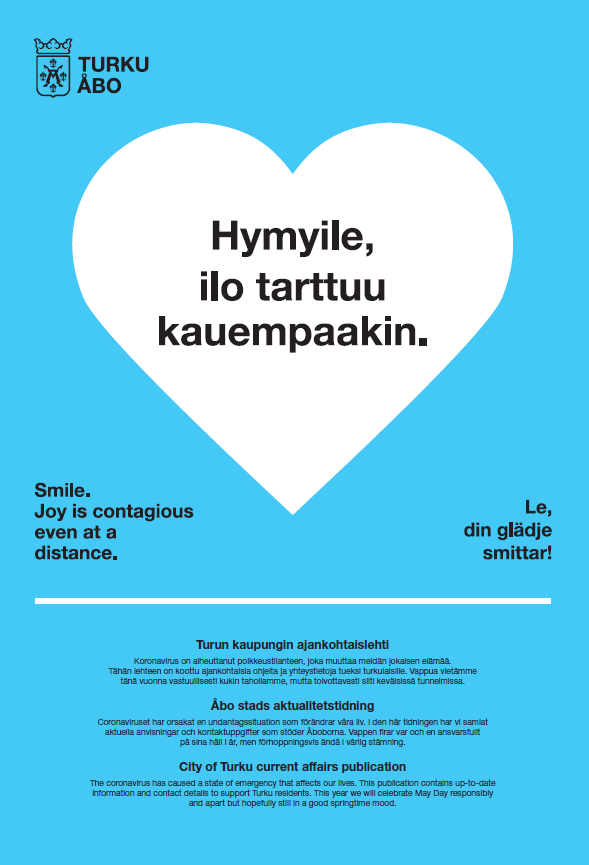 TURKU
ÅBO
Hymyile,
ilo tarttuu
kauempaakin.
Smile.
Joy is contagious
even at a
distance.
Le,
din glädje
smittar!
Turun kaupungin ajankohtaislehti
Koronavirus on aiheuttanut poikkeustilanteen, joka muuttaa meidän jokaisen elämää.
Tähän lehteen on koottu ajankohtaisia ohjeita ja yhteystietoja tueksi turkulaisille. Vappua vietämme
tänä vuonna vastuullisesti kukin tahollamme, mutta toivottavasti silti keväisissä tunnelmissa.
Åbo stads aktualitetstidning
Coronaviruset har orsakat en undantagssituation som förändrar våra liv. I den här tidningen har vi samlat
aktuella anvisningar och kontaktuppgifter som stöder Åboborna. Vappen firar var och en ansvarsfullt
på sina håll i år, men förhoppningsvis ändå i vårlig stämning.
City of Turku current affairs publication
The coronavirus has caused a state of emergency that affects our lives. This publication contains up-to-date
information and contact details to support Turku residents. This year we will celebrate May Day responsibly
and apart but hopefully still in a good springtime mood.